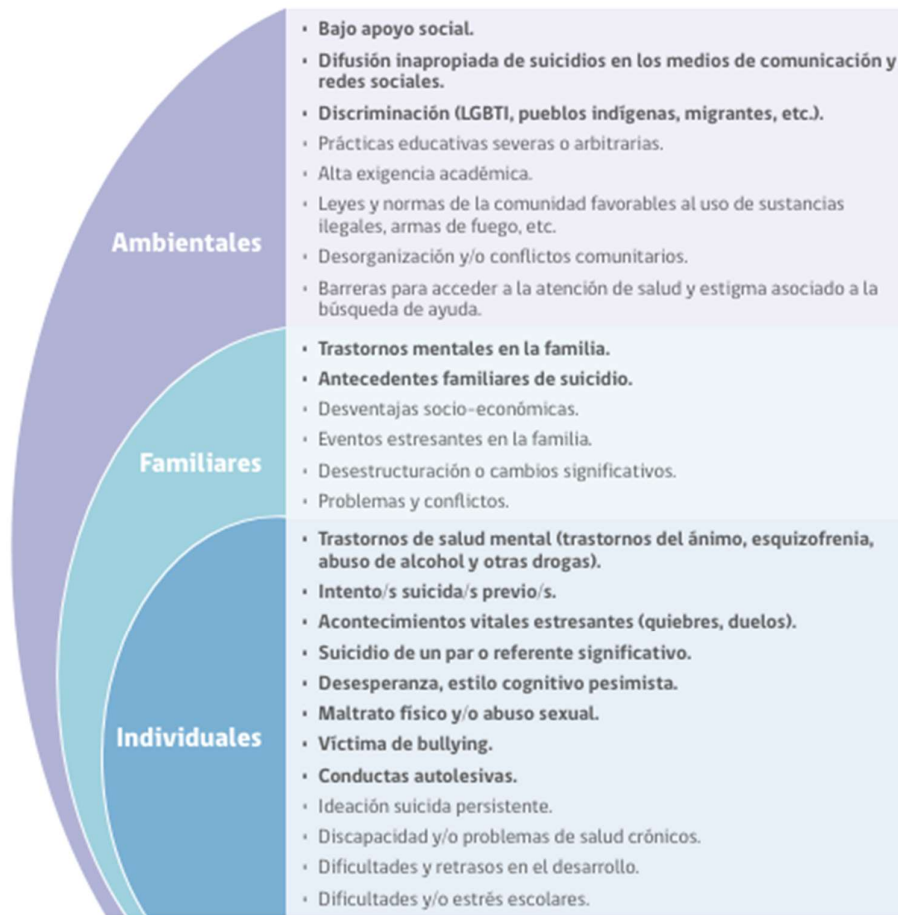 Ambientales
· Bajo apoyo social.
· Difusión inapropiada de suicidios en los medios de comunicación y
redes sociales.
· Discriminación (LGBTI, pueblos indígenas, migrantes, etc.).
· Prácticas educativas severas o arbitrarias.
· Alta exigencia académica.
· Leyes y normas de la comunidad favorables al uso de sustancias
ilegales, armas de fuego, etc.
· Desorganización y/o conflictos comunitarios.
· Barreras para acceder a la atención de salud y estigma asociado a la
búsqueda de ayuda.
Familiares
· Trastornos mentales en la familia.
· Antecedentes familiares de suicidio.
· Desventajas socio-económicas.
· Eventos estresantes en la familia.
· Desestructuración o cambios significativos.
· Problemas y conflictos.
Individuales
· Trastornos de salud mental (trastornos del ánimo, esquizofrenia,
abuso de alcohol y otras drogas).
· Intento/s suicida/s previo/s.
· Acontecimientos vitales estresantes (quiebres, duelos).
· Suicidio de un par o referente significativo.
· Desesperanza, estilo cognitivo pesimista.
· Maltrato físico y/o abuso sexual.
· Víctima de bullying.
· Conductas autolesivas.
· Ideación suicida persistente.
· Discapacidad y/o problemas de salud crónicos.
· Dificultades y retrasos en el desarrollo.
· Dificultades y/o estrés escolares.